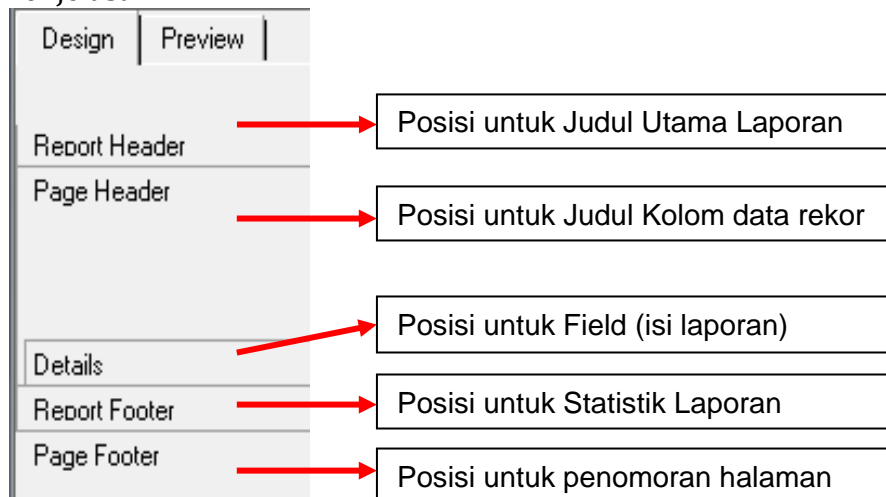 Design Preview
Posisi untuk Judul Utama Laporan
Report Header
Page Header
Posisi untuk Judul Kolom data rekor
Posisi untuk Field (isi laporan)
Details
Report Footer
Posisi untuk Statistik Laporan
Page Footer
Posisi untuk penomoran halaman